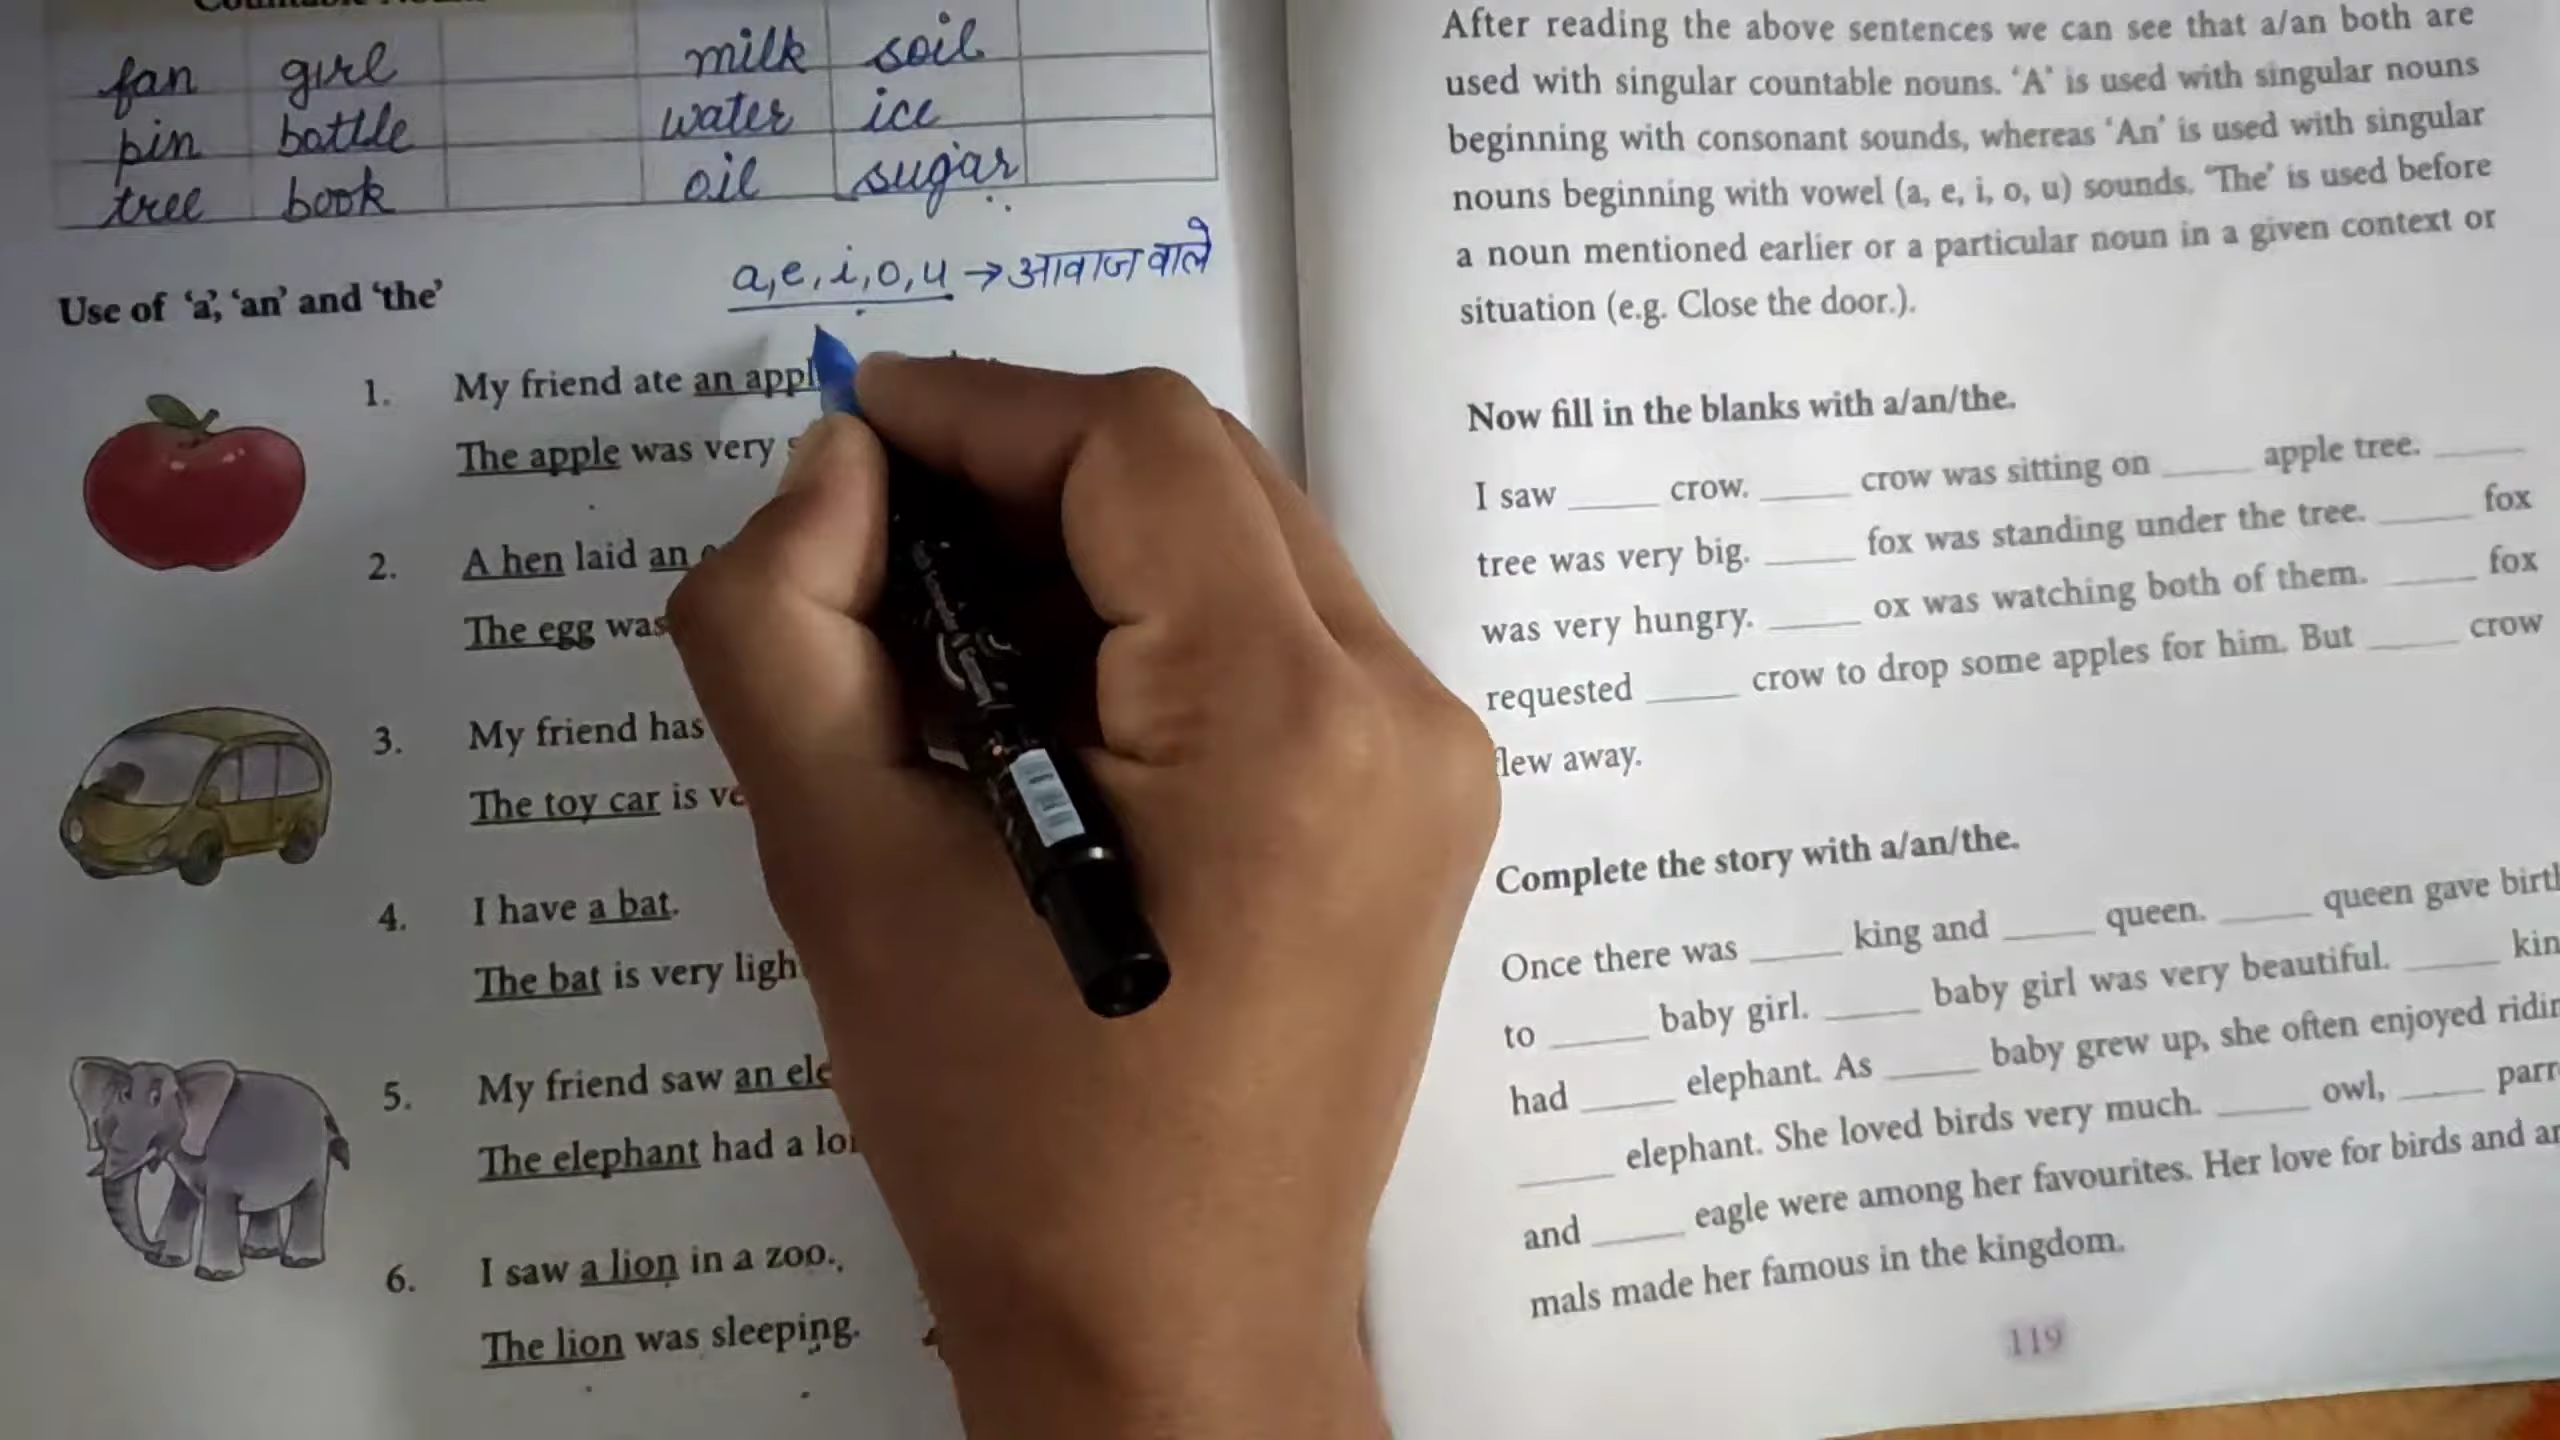 Countable Nouns
fan girl milk soil
pin bottle water ice
tree book oil sugar
a, e, i, o, u → आवाज वाले
Use of ‘a’, ‘an’ and ‘the’
1. My friend ate an appl
The apple was very
2. A hen laid an
The egg was
3. My friend has
The toy car is ve
4. I have a bat.
The bat is very ligh
5. My friend saw an ele
The elephant had a lo
6. I saw a lion in a zoo.
The lion was sleeping.
After reading the above sentences we can see that a/an both are
used with singular countable nouns. ‘A’ is used with singular nouns
beginning with consonant sounds, whereas ‘An’ is used with singular
nouns beginning with vowel (a, e, i, o, u) sounds. ‘The’ is used before
a noun mentioned earlier or a particular noun in a given context or
situation (e.g. Close the door.).
Now fill in the blanks with a/an/the.
I saw _____ crow. _____ crow was sitting on _____ apple tree. _____
tree was very big. _____ fox was standing under the tree. _____ fox
was very hungry. _____ ox was watching both of them. _____ fox
requested _____ crow to drop some apples for him. But _____ crow
flew away.
Complete the story with a/an/the.
Once there was _____ king and _____ queen. _____ queen gave birth
to _____ baby girl. _____ baby girl was very beautiful. _____ kin
had _____ elephant. As _____ baby grew up, she often enjoyed ridin
_____ elephant. She loved birds very much. _____ owl, _____ parr
and _____ eagle were among her favourites. Her love for birds and an
mals made her famous in the kingdom.
119